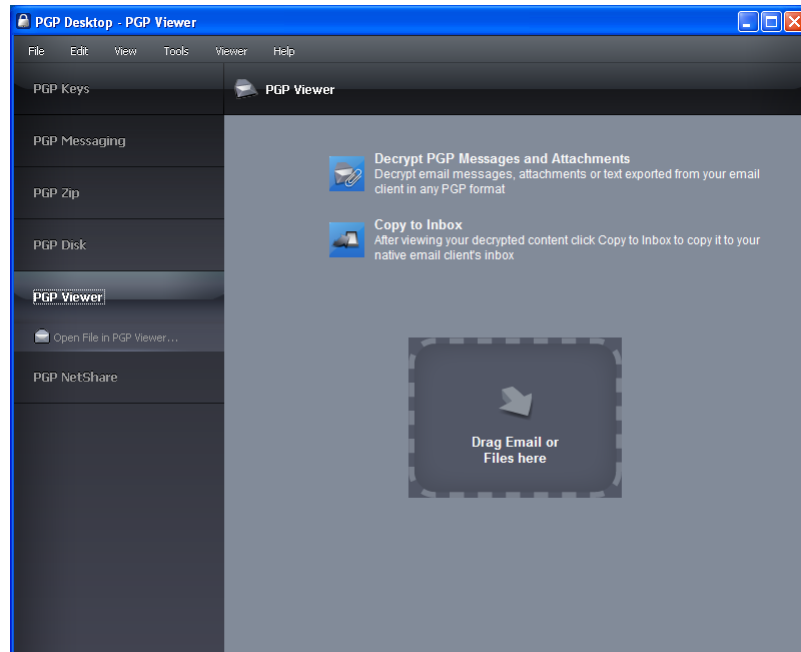 PGP Desktop - PGP Viewer
File Edit View Tools Viewer Help
PGP Keys
PGP Viewer
PGP Messaging
PGP Zip
PGP Disk
PGP Viewer
Open File in PGP Viewer...
PGP NetShare
Decrypt PGP Messages and Attachments
Decrypt email messages, attachments or text exported from your email
client in any PGP format
Copy to Inbox
After viewing your decrypted content click Copy to Inbox to copy it to your
native email client's inbox
Drag Email or
Files here